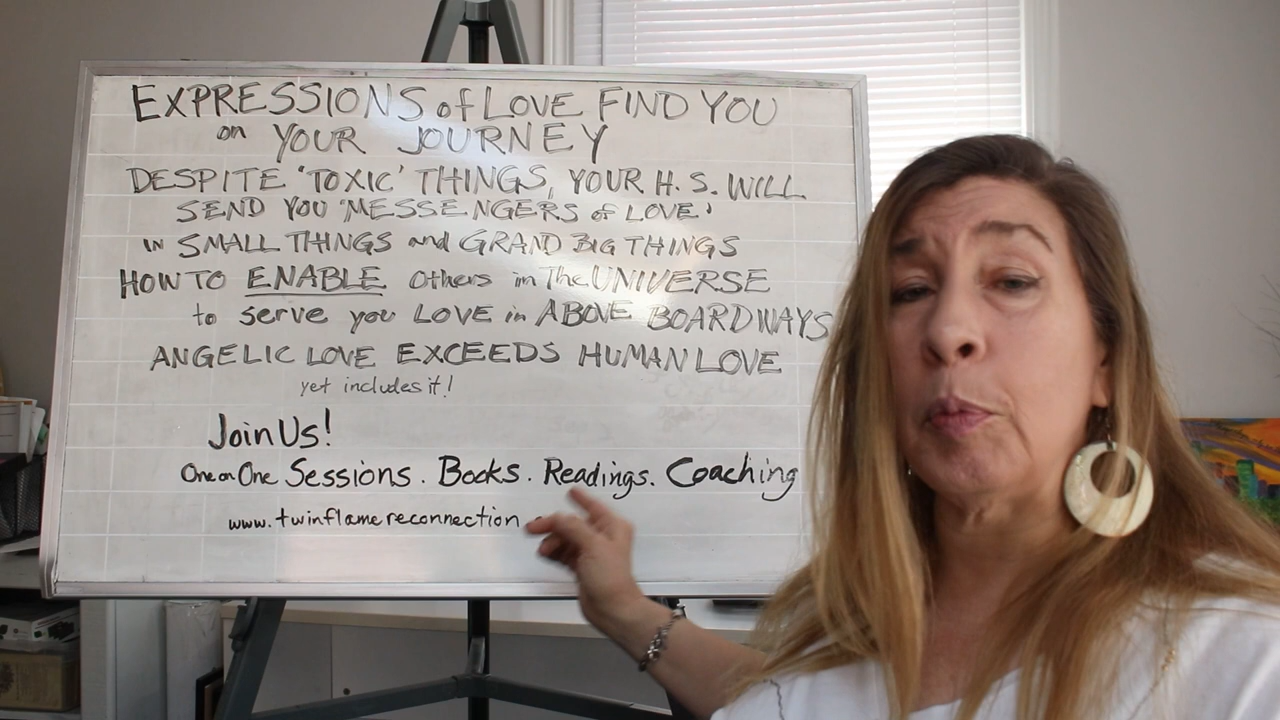 EXPRESSIONS of LOVE FIND YOU
on YOUR JOURNEY
DESPITE 'TOXIC' THINGS, YOUR H.S. WILL
SEND YOU 'MESSENGERS of LOVE'
IN SMALL THINGS and GRAND BIG THINGS
HOW TO ENABLE Others in The UNIVERSE
to serve you LOVE in ABOVE BOARD WAYS
ANGELIC LOVE EXCEEDS HUMAN LOVE
yet includes it!
Join Us!
One on One Sessions. Books. Readings. Coaching
www.twinflamereconnection